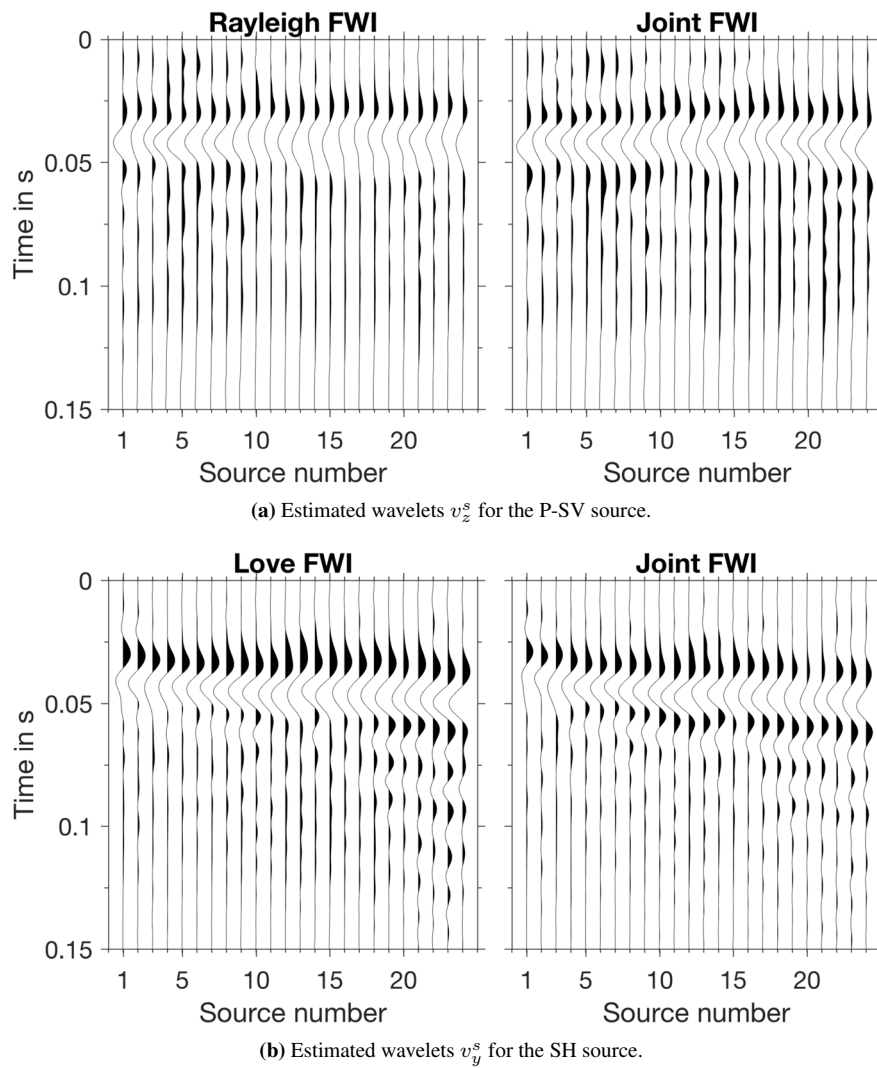 Rayleigh FWI
Joint FWI
0
0.05
0.1
0.15
Time in s
1 5 10 15 20
1 5 10 15 20
Source number
Source number
(a) Estimated wavelets v_z^s for the P-SV source.
Love FWI
Joint FWI
0
0.05
0.1
0.15
Time in s
1 5 10 15 20
1 5 10 15 20
Source number
Source number
(b) Estimated wavelets v_y^s for the SH source.